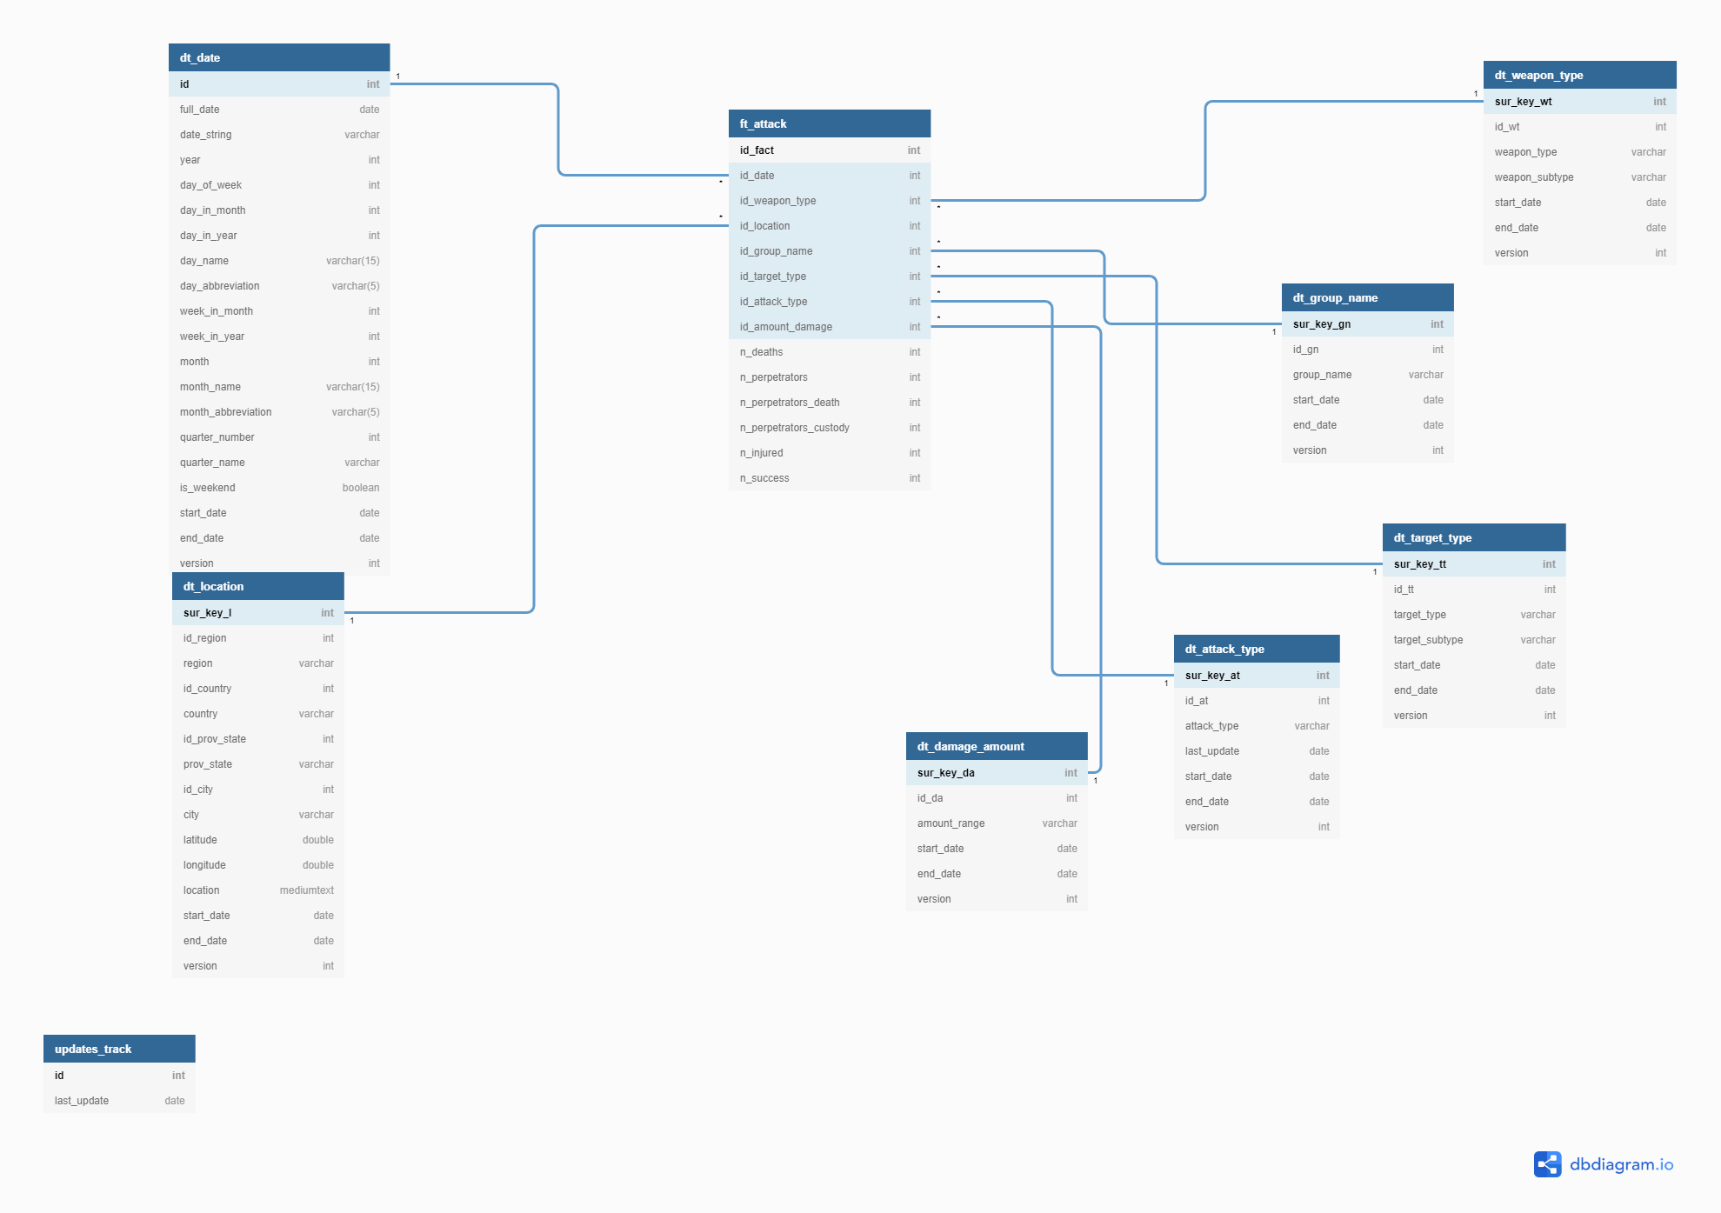 dt_date
id int
full_date date
date_string varchar
year int
day_of_week int
day_in_month int
day_in_year int
day_name varchar(15)
day_abbreviation varchar(5)
week_in_month int
week_in_year int
month int
month_name varchar(15)
month_abbreviation varchar(5)
quarter_number int
quarter_name varchar
is_weekend boolean
start_date date
end_date date
version int
1
dt_location
sur_key_l int
id_region int
region varchar
id_country int
country varchar
id_prov_state int
prov_state varchar
id_city int
city varchar
latitude double
longitude double
location mediumtext
start_date date
end_date date
version int
1
updates_track
id int
last_update date
ft_attack
id_fact int
id_date int
id_weapon_type int
id_location int
id_group_name int
id_target_type int
id_attack_type int
id_amount_damage int
n_deaths int
n_perpetrators int
n_perpetrators_death int
n_perpetrators_custody int
n_injured int
n_success int
*
*
*
*
*
*
*
dt_weapon_type
1
sur_key_wt int
id_wt int
weapon_type varchar
weapon_subtype varchar
start_date date
end_date date
version int
dt_group_name
sur_key_gn int
1
id_gn int
group_name varchar
start_date date
end_date date
version int
dt_target_type
sur_key_tt int
1
id_tt int
target_type varchar
target_subtype varchar
start_date date
end_date date
version int
dt_attack_type
sur_key_at int
1
id_at int
attack_type varchar
last_update date
start_date date
end_date date
version int
dt_damage_amount
sur_key_da int
1
id_da int
amount_range varchar
start_date date
end_date date
version int
dbdiagram.io